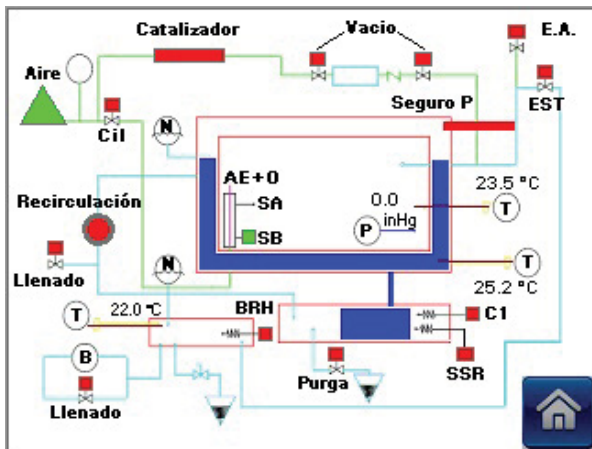 Catalizador
Vacio
E.A.
Aire
Seguro P
EST
Cil
N
AE+O
Recirculación
SA
0.0
inHg
23.5 °C
T
SB
P
Llenado
N
T
25.2 °C
T
22.0 ºC
BRH
C1
B
Purga
SSR
Llenado